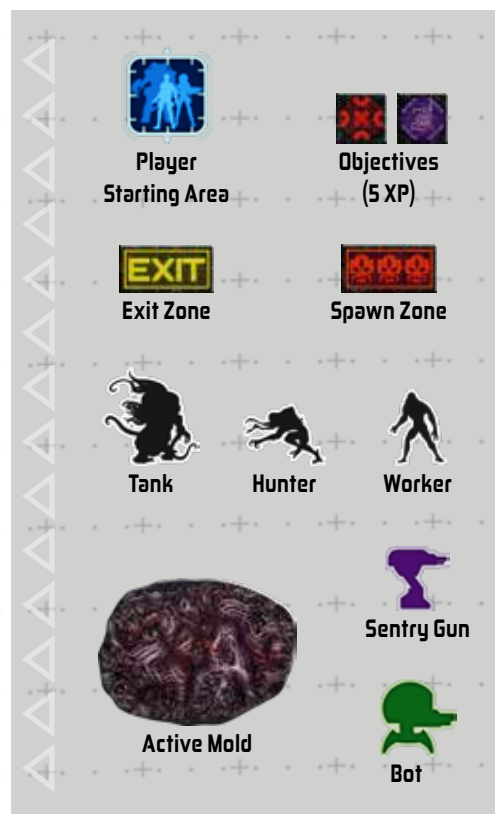 Player
Starting Area
Objectives
(5 XP)
EXIT
Exit Zone
Spawn Zone
Tank
Hunter
Worker
Sentry Gun
Active Mold
Bot